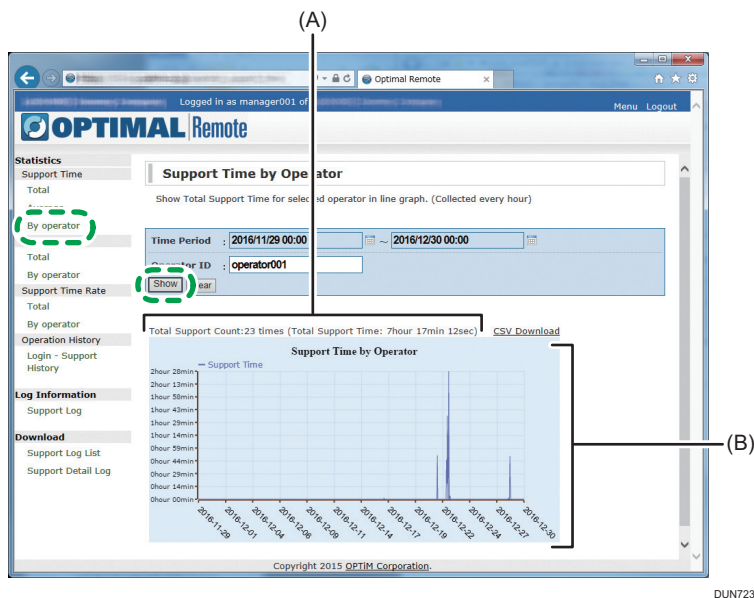 (A)
Optimal Remote
Logged in as manager001 of
Menu Logout
OPTIMAL Remote
Statistics
Support Time
Total
By operator
Total
By operator
Support Time Rate
Total
By operator
Operation History
Login - Support
History
Log Information
Support Log
Download
Support Log List
Support Detail Log
Support Time by Operator
Show Total Support Time for selected operator in line graph. (Collected every hour)
Time Period : 2016/11/29 00:00 ~ 2016/12/30 00:00
Operator ID : operator001
Show Clear
Total Support Count:23 times (Total Support Time: 7hour 17min 12sec) CSV Download
Support Time by Operator
Support Time
2hour 28min
2hour 13min
1hour 58min
1hour 43min
1hour 29min
1hour 14min
0hour 59min
0hour 44min
0hour 29min
0hour 14min
0hour 00min
2016-11-29
2016-12-01
2016-12-04
2016-12-06
2016-12-09
2016-12-11
2016-12-14
2016-12-17
2016-12-19
2016-12-22
2016-12-24
2016-12-27
2016-12-30
(B)
Copyright 2015 OPTiM Corporation.
DUN723